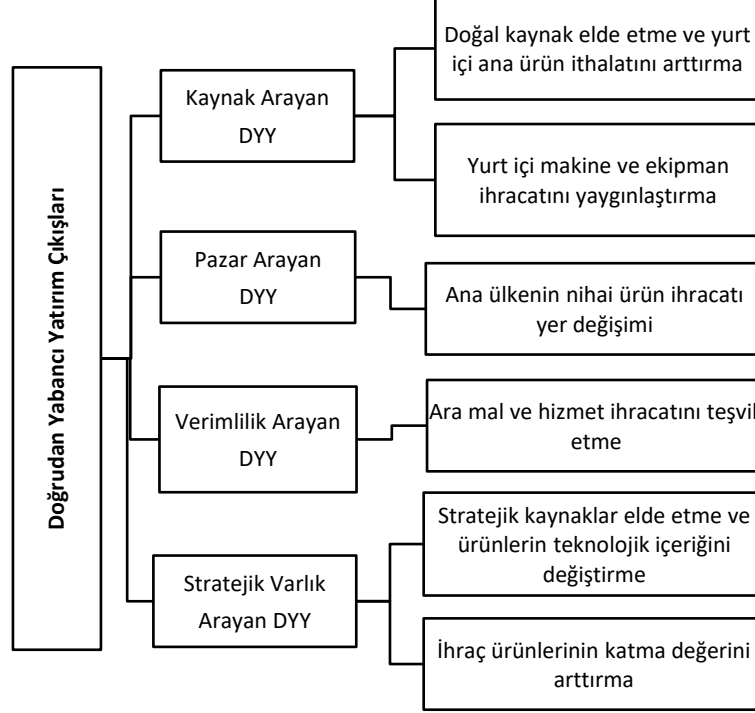 Doğrudan Yabancı Yatırım Çıkışları
Kaynak Arayan
DYY
Doğal kaynak elde etme ve yurt
içi ana ürün ithalatını arttırma
Yurt içi makine ve ekipman
ihracatını yaygınlaştırma
Pazar Arayan
DYY
Ana ülkenin nihai ürün ihracatı
yer değişimi
Verimlilik Arayan
DYY
Ara mal ve hizmet ihracatını teşvi
etme
Stratejik Varlık
Arayan DYY
Stratejik kaynaklar elde etme ve
ürünlerin teknolojik içeriğini
değiştirme
İhraç ürünlerinin katma değerini
arttırma